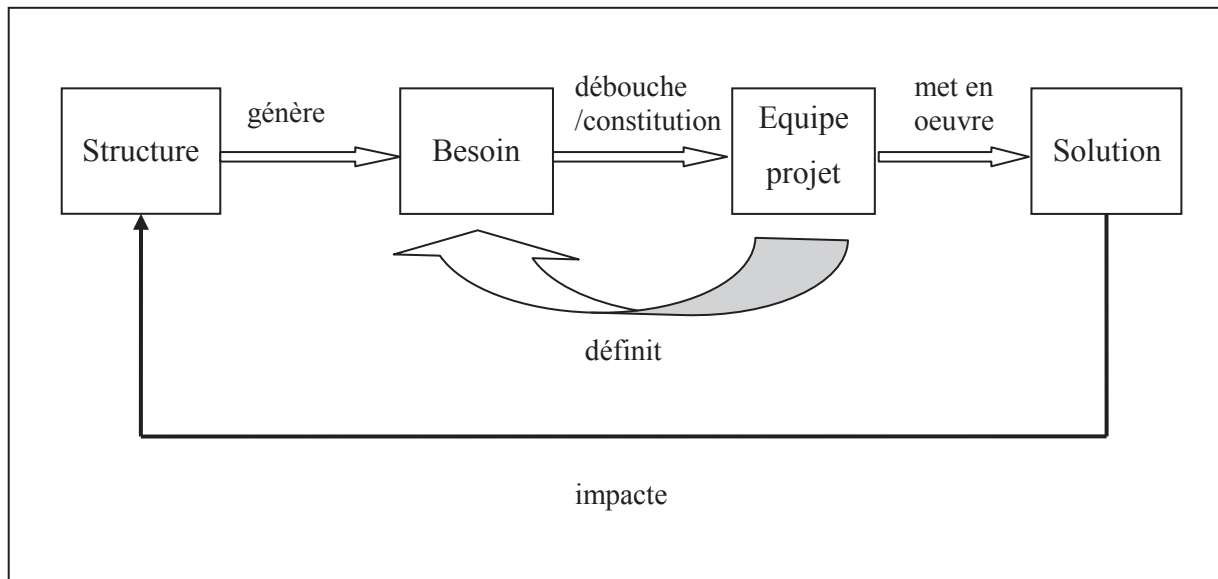 génère
débouche
/constitution
met en
oeuvre
Structure
Besoin
Equipe
projet
Solution
définit
impacte